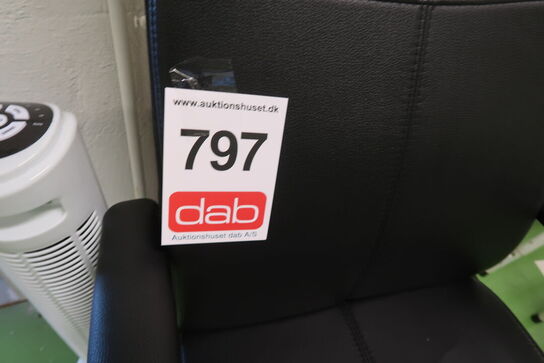 www.auktionshuset.dk
797
dab
Auktionshuset dab A/S